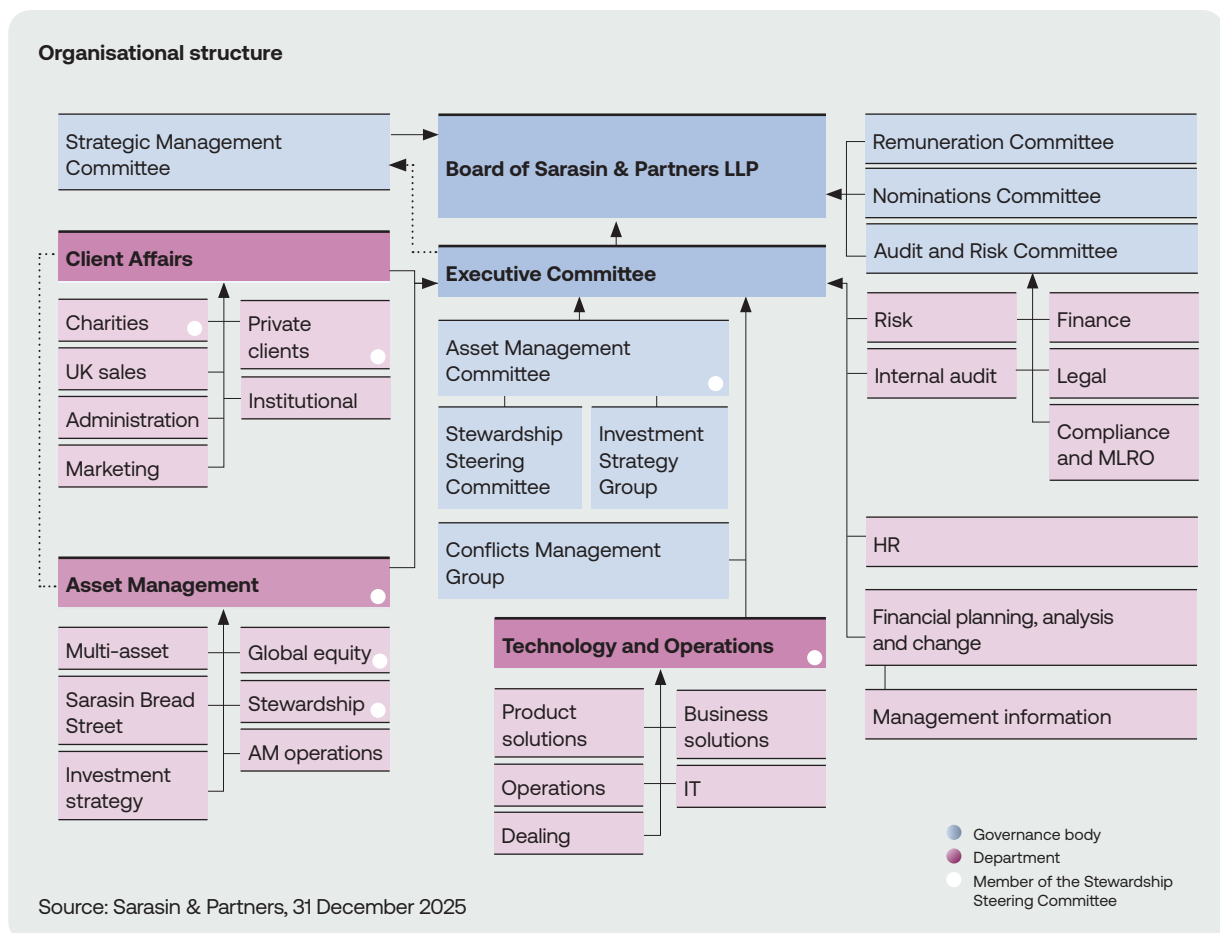 Organisational structure
Strategic Management
Committee
Board of Sarasin & Partners LLP
Remuneration Committee
Nominations Committee
Audit and Risk Committee
Client Affairs
Executive Committee
Charities
Private
clients
UK sales
Administration
Institutional
Marketing
Asset Management
Committee
Stewardship
Steering
Committee
Investment
Strategy
Group
Conflicts Management
Group
Risk
Finance
Internal audit
Legal
Compliance
and MLRO
HR
Financial planning, analysis
and change
Management information
Asset Management
Multi-asset
Global equity
Sarasin Bread
Street
Stewardship
AM operations
Investment
strategy
Technology and Operations
Product
solutions
Business
solutions
Operations
IT
Dealing
Governance body
Department
Member of the Stewardship
Steering Committee
Source: Sarasin & Partners, 31 December 2025